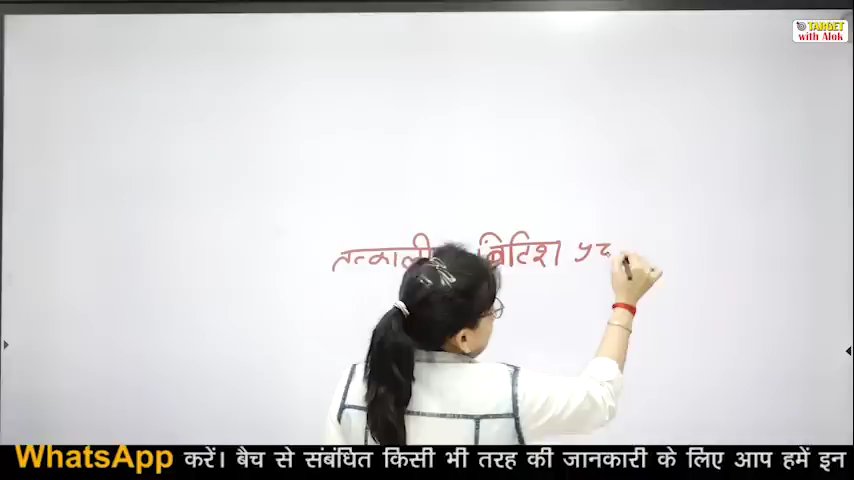 TARGET
with Alok
ब्रिटिश
WhatsApp करें। बैच से संबंधित किसी भी तरह की जानकारी के लिए आप हमें इन